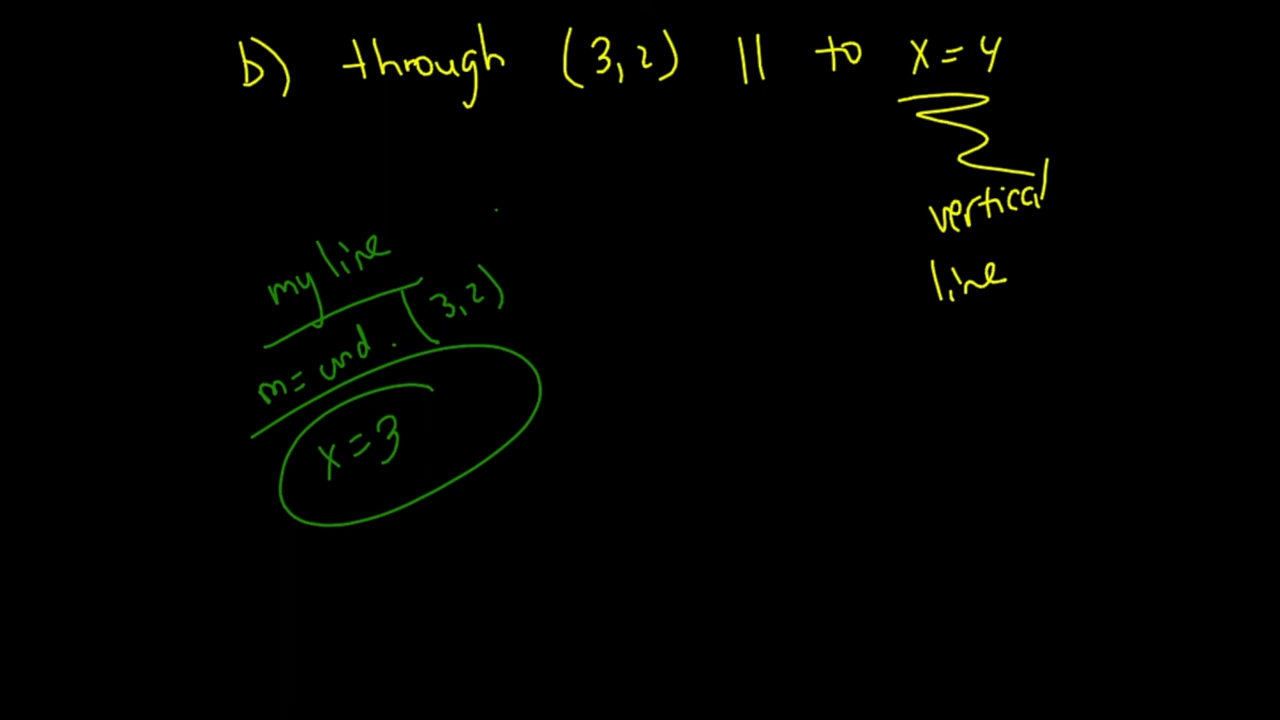 b) through (3,2) || to x=4
vertical
line
my line
m=und. (3,2)
x=3